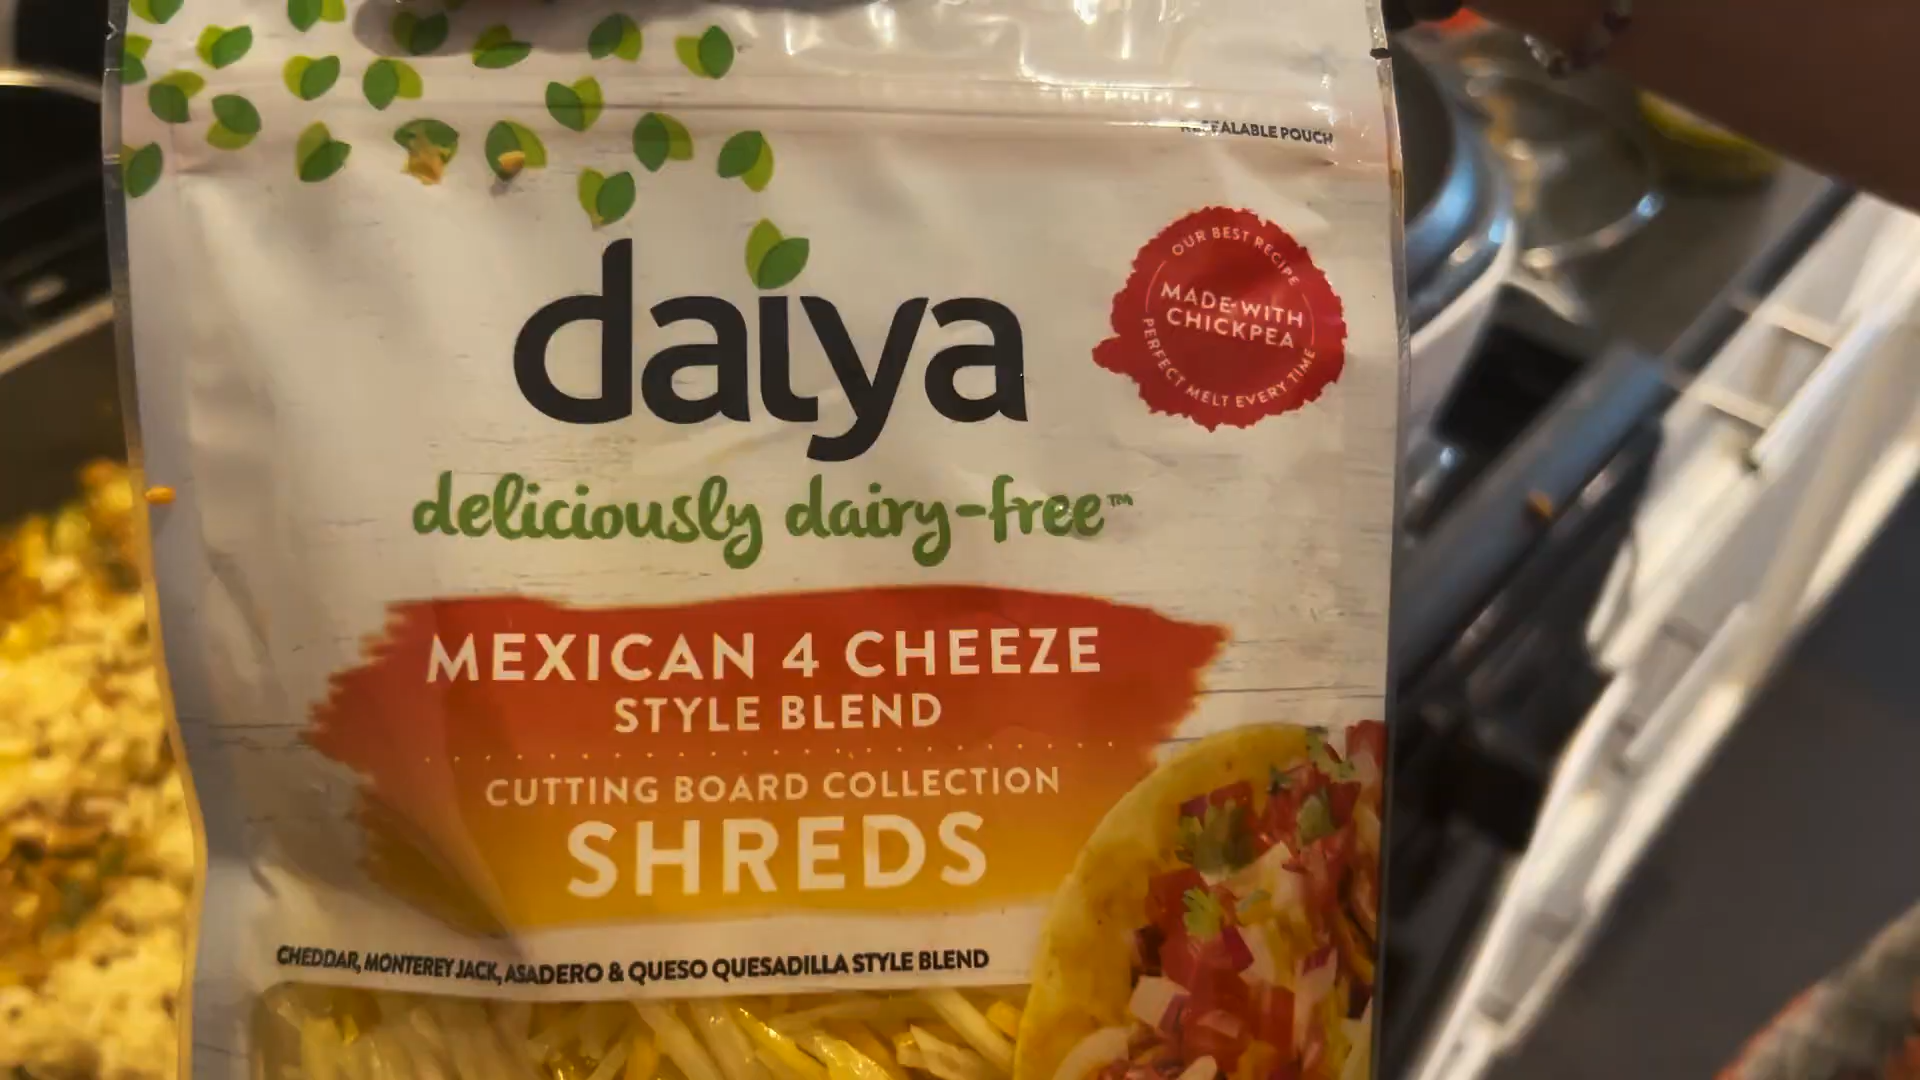 RESEALABLE POUCH
daiya
OUR BEST RECIPE
MADE WITH
CHICKPEA
PERFECT MELT EVERY TIME
deliciously dairy-free™
MEXICAN 4 CHEEZE
STYLE BLEND
CUTTING BOARD COLLECTION
SHREDS
CHEDDAR, MONTEREY JACK, ASADERO & QUESO QUESADILLA STYLE BLEND